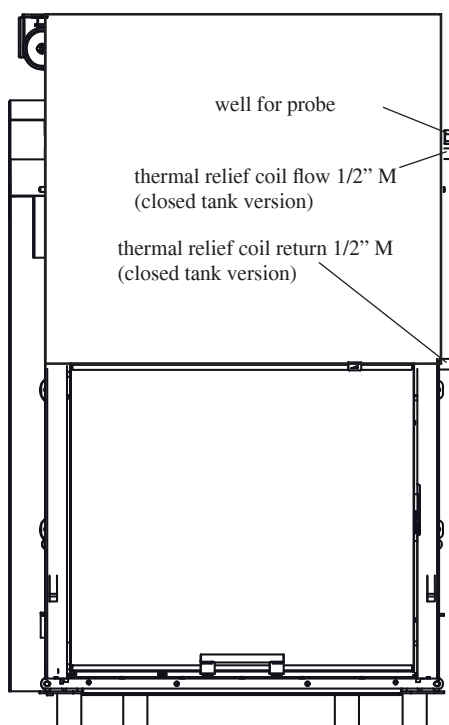 well for probe
thermal relief coil flow 1/2” M
(closed tank version)
thermal relief coil return 1/2” M
(closed tank version)